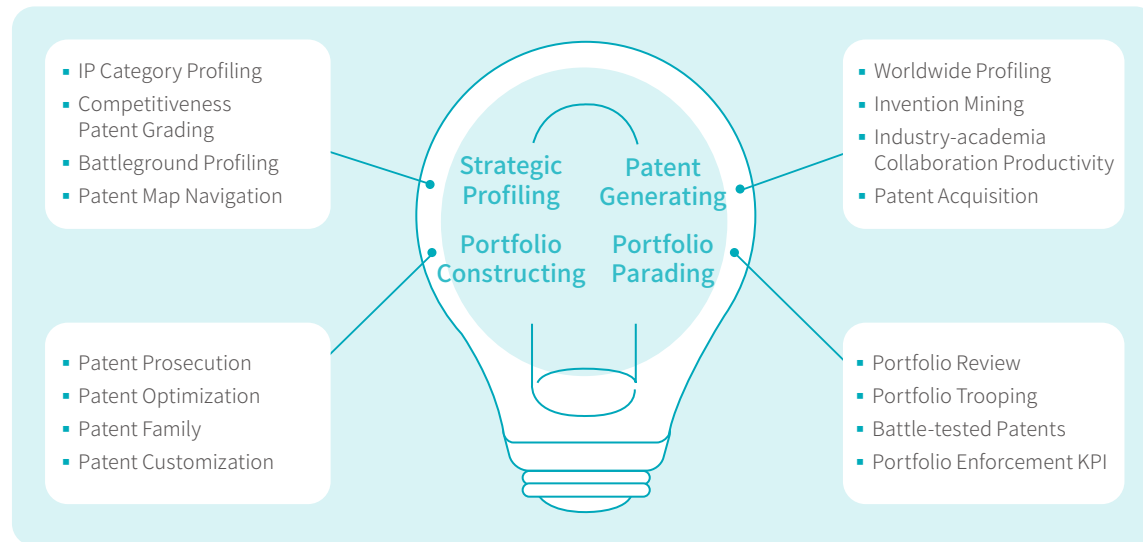 IP Category Profiling
Competitiveness
Patent Grading
Battleground Profiling
Patent Map Navigation
Strategic
Profiling
Patent
Generating
Worldwide Profiling
Invention Mining
Industry-academia
Collaboration Productivity
Patent Acquisition
Portfolio
Constructing
Portfolio
Parading
Patent Prosecution
Patent Optimization
Patent Family
Patent Customization
Portfolio Review
Portfolio Trooping
Battle-tested Patents
Portfolio Enforcement KPI